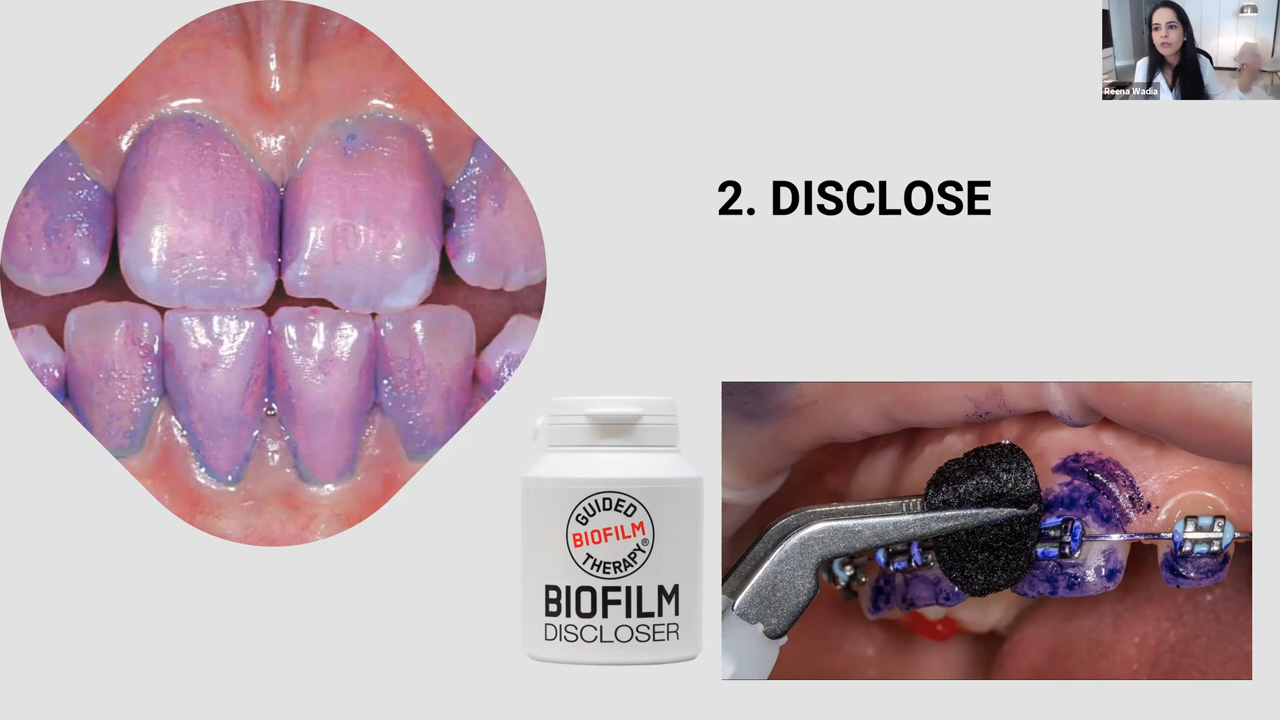 Reena Wadia
2. DISCLOSE
GUIDED
BIOFILM
THERAPY®
BIOFILM
DISCLOSER